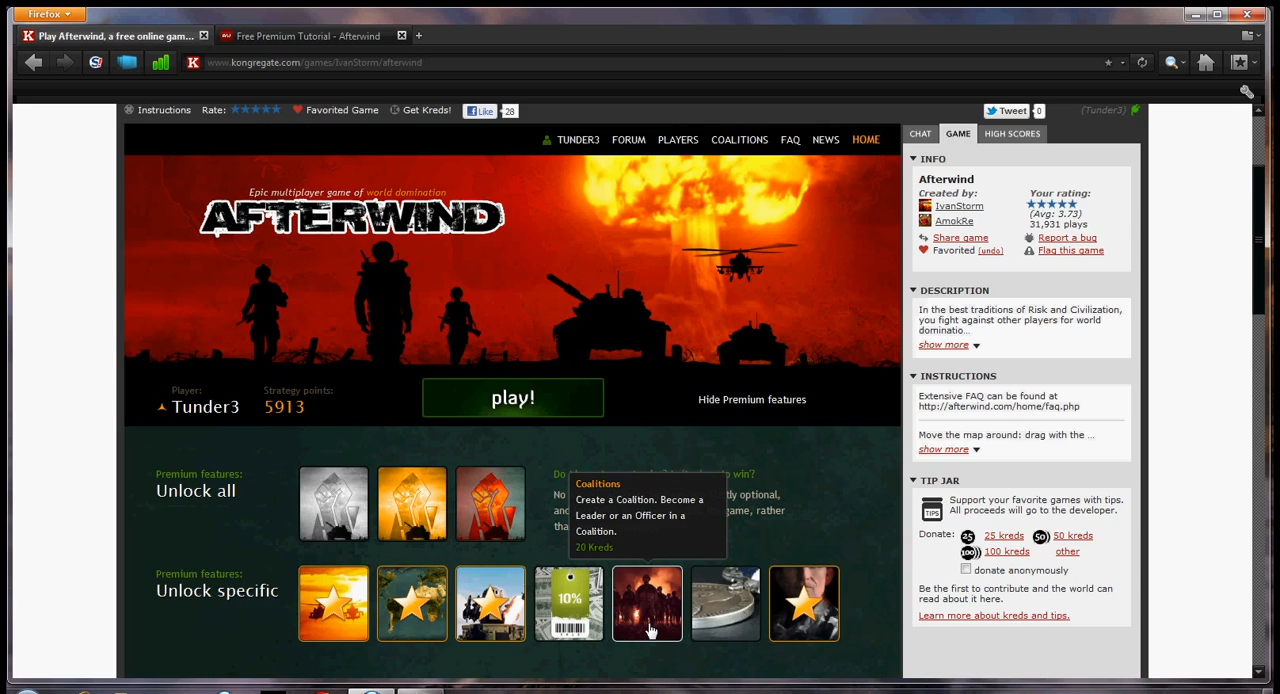 Firefox
Play Afterwind, a free online gam...
Free Premium Tutorial - Afterwind
www.kongregate.com/games/IvanStorm/afterwind
Instructions Rate: Favorited Game Get Kreds! Like 28 Tweet 0 (Tunder3)
TUNDER3 FORUM PLAYERS COALITIONS FAQ NEWS HOME
Epic multiplayer game of world domination
AFTERWIND
Player:
Tunder3
Strategy points:
5913
play!
Hide Premium features
Premium features:
Unlock all
Coalitions
Create a Coalition. Become a
Leader or an Officer in a
Coalition.
20 Kreds
Premium features:
Unlock specific
10%
CHAT GAME HIGH SCORES
INFO
Afterwind
Created by:
IvanStorm
AmokRe
Your rating:
(Avg: 3.73)
31,931 plays
Share game
Report a bug
Favorited (undo)
Flag this game
DESCRIPTION
In the best traditions of Risk and Civilization,
you fight against other players for world
dominatio...
show more
INSTRUCTIONS
Extensive FAQ can be found at
http://afterwind.com/home/faq.php
Move the map around: drag with the ...
show more
TIP JAR
TIPS
Support your favorite games with tips.
All proceeds will go to the developer.
Donate: 25 25 kreds 50 50 kreds
100 100 kreds other
donate anonymously
Be the first to contribute and the world can
read about it here.
Learn more about kreds and tips.